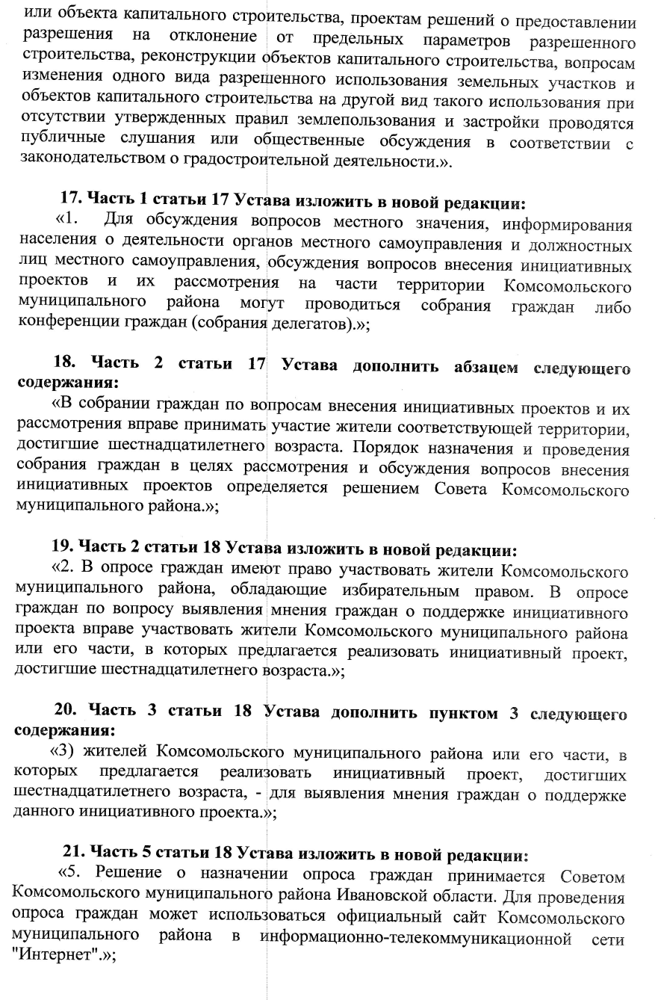 или объекта капитального строительства, проектам решений о предоставлении
разрешения на отклонение от предельных параметров разрешенного
строительства, реконструкции объектов капитального строительства, вопросам
изменения одного вида разрешенного использования земельных участков и
объектов капитального строительства на другой вид такого использования при
отсутствии утвержденных правил землепользования и застройки проводятся
публичные слушания или общественные обсуждения в соответствии с
законодательством о градостроительной деятельности.».
17. Часть 1 статьи 17 Устава изложить в новой редакции:
«1. Для обсуждения вопросов местного значения, информирования
населения о деятельности органов местного самоуправления и должностных
лиц местного самоуправления, обсуждения вопросов внесения инициативных
проектов и их рассмотрения на части территории Комсомольского
муниципального района могут проводиться собрания граждан либо
конференции граждан (собрания делегатов).»;
18. Часть 2 статьи 17 Устава дополнить абзацем следующего
содержания:
«В собрании граждан по вопросам внесения инициативных проектов и их
рассмотрения вправе принимать участие жители соответствующей территории,
достигшие шестнадцатилетнего возраста. Порядок назначения и проведения
собрания граждан в целях рассмотрения и обсуждения вопросов внесения
инициативных проектов определяется решением Совета Комсомольского
муниципального района.»;
19. Часть 2 статьи 18 Устава изложить в новой редакции:
«2. В опросе граждан имеют право участвовать жители Комсомольского
муниципального района, обладающие избирательным правом. В опросе
граждан по вопросу выявления мнения граждан о поддержке инициативного
проекта вправе участвовать жители Комсомольского муниципального района
или его части, в которых предлагается реализовать инициативный проект,
достигшие шестнадцатилетнего возраста.»;
20. Часть 3 статьи 18 Устава дополнить пунктом 3 следующего
содержания:
«3) жителей Комсомольского муниципального района или его части, в
которых предлагается реализовать инициативный проект, достигших
шестнадцатилетнего возраста, - для выявления мнения граждан о поддержке
данного инициативного проекта.»;
21. Часть 5 статьи 18 Устава изложить в новой редакции:
«5. Решение о назначении опроса граждан принимается Советом
Комсомольского муниципального района Ивановской области. Для проведения
опроса граждан может использоваться официальный сайт Комсомольского
муниципального района в информационно-телекоммуникационной сети
"Интернет".»;